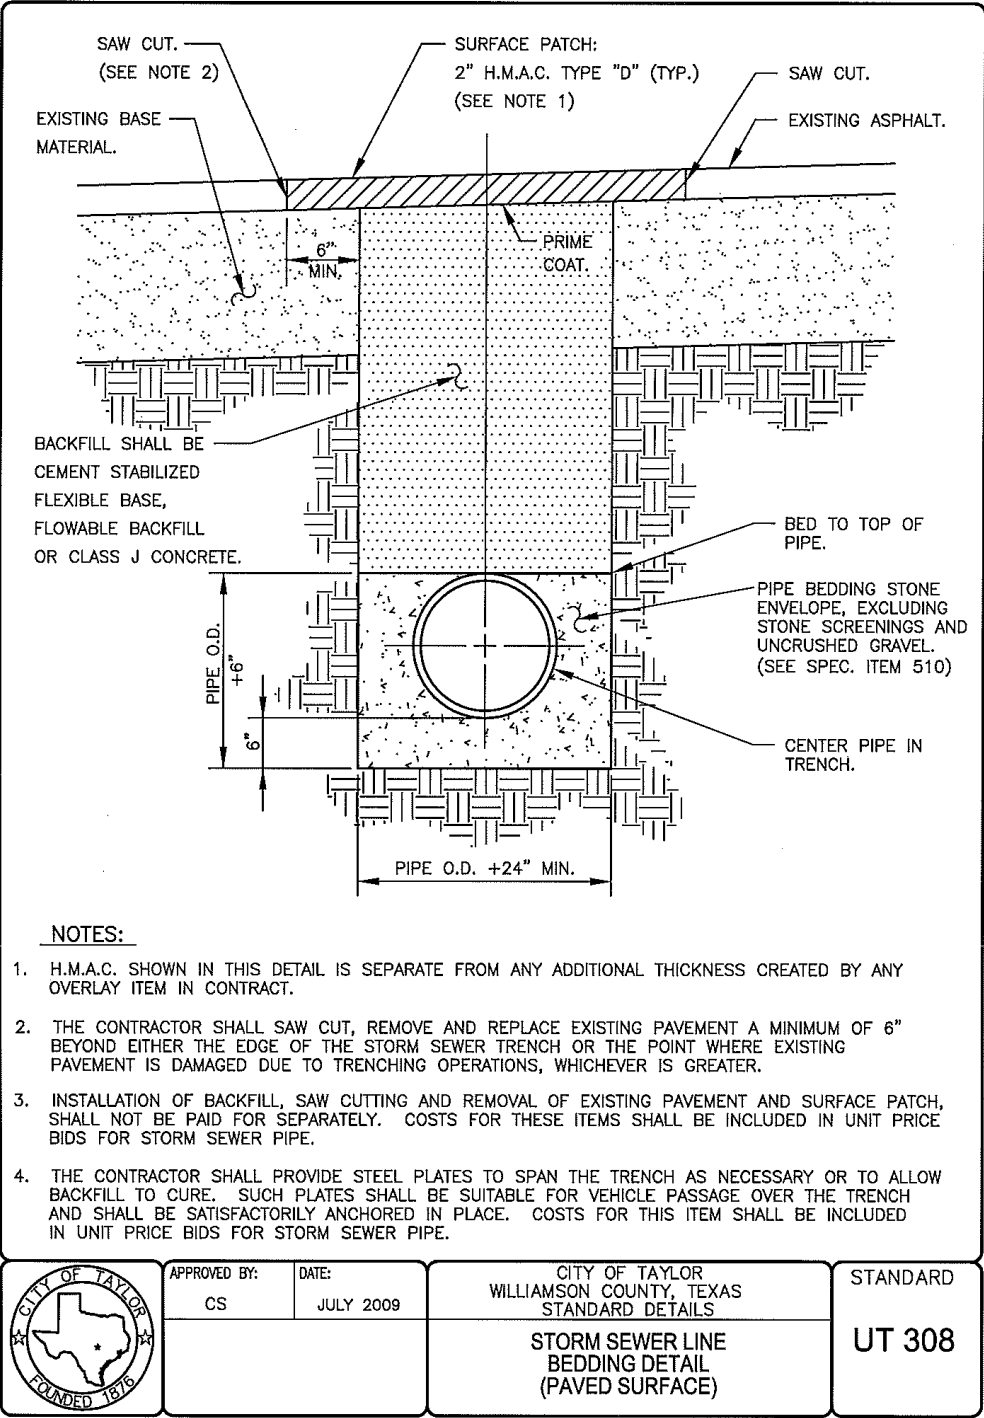 SAW CUT.
(SEE NOTE 2)
SURFACE PATCH:
2" H.M.A.C. TYPE "D" (TYP.)
(SEE NOTE 1)
SAW CUT.
EXISTING BASE
MATERIAL.
EXISTING ASPHALT.
6"
MIN.
PRIME
COAT.
BACKFILL SHALL BE
CEMENT STABILIZED
FLEXIBLE BASE,
FLOWABLE BACKFILL
OR CLASS J CONCRETE.
BED TO TOP OF
PIPE.
PIPE BEDDING STONE
ENVELOPE, EXCLUDING
STONE SCREENINGS AND
UNCRUSHED GRAVEL.
(SEE SPEC. ITEM 510)
PIPE O.D.
+6"
6"
CENTER PIPE IN
TRENCH.
PIPE O.D. +24" MIN.
NOTES:
1. H.M.A.C. SHOWN IN THIS DETAIL IS SEPARATE FROM ANY ADDITIONAL THICKNESS CREATED BY ANY
OVERLAY ITEM IN CONTRACT.
2. THE CONTRACTOR SHALL SAW CUT, REMOVE AND REPLACE EXISTING PAVEMENT A MINIMUM OF 6"
BEYOND EITHER THE EDGE OF THE STORM SEWER TRENCH OR THE POINT WHERE EXISTING
PAVEMENT IS DAMAGED DUE TO TRENCHING OPERATIONS, WHICHEVER IS GREATER.
3. INSTALLATION OF BACKFILL, SAW CUTTING AND REMOVAL OF EXISTING PAVEMENT AND SURFACE PATCH,
SHALL NOT BE PAID FOR SEPARATELY. COSTS FOR THESE ITEMS SHALL BE INCLUDED IN UNIT PRICE
BIDS FOR STORM SEWER PIPE.
4. THE CONTRACTOR SHALL PROVIDE STEEL PLATES TO SPAN THE TRENCH AS NECESSARY OR TO ALLOW
BACKFILL TO CURE. SUCH PLATES SHALL BE SUITABLE FOR VEHICLE PASSAGE OVER THE TRENCH
AND SHALL BE SATISFACTORILY ANCHORED IN PLACE. COSTS FOR THIS ITEM SHALL BE INCLUDED
IN UNIT PRICE BIDS FOR STORM SEWER PIPE.
CITY OF TAYLOR
FOUNDED 1876
APPROVED BY:
CS
DATE:
JULY 2009
CITY OF TAYLOR
WILLIAMSON COUNTY, TEXAS
STANDARD DETAILS
STORM SEWER LINE
BEDDING DETAIL
(PAVED SURFACE)
STANDARD
UT 308